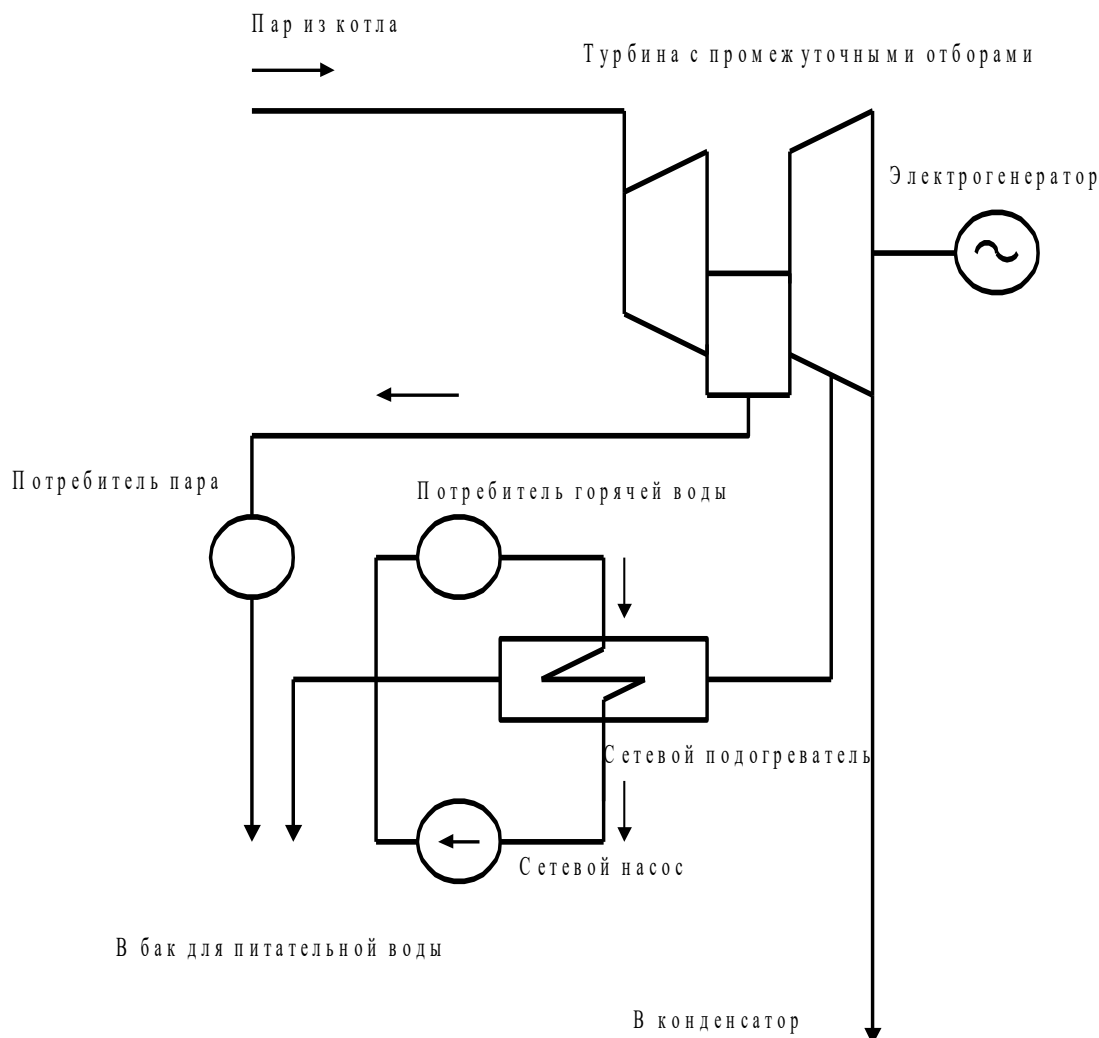 Пар из котла
Турбина с промежуточными отборами
Электрогенератор
Потребитель пара
Потребитель горячей воды
Сетевой подогреватель
Сетевой насос
В бак для питательной воды
В конденсатор